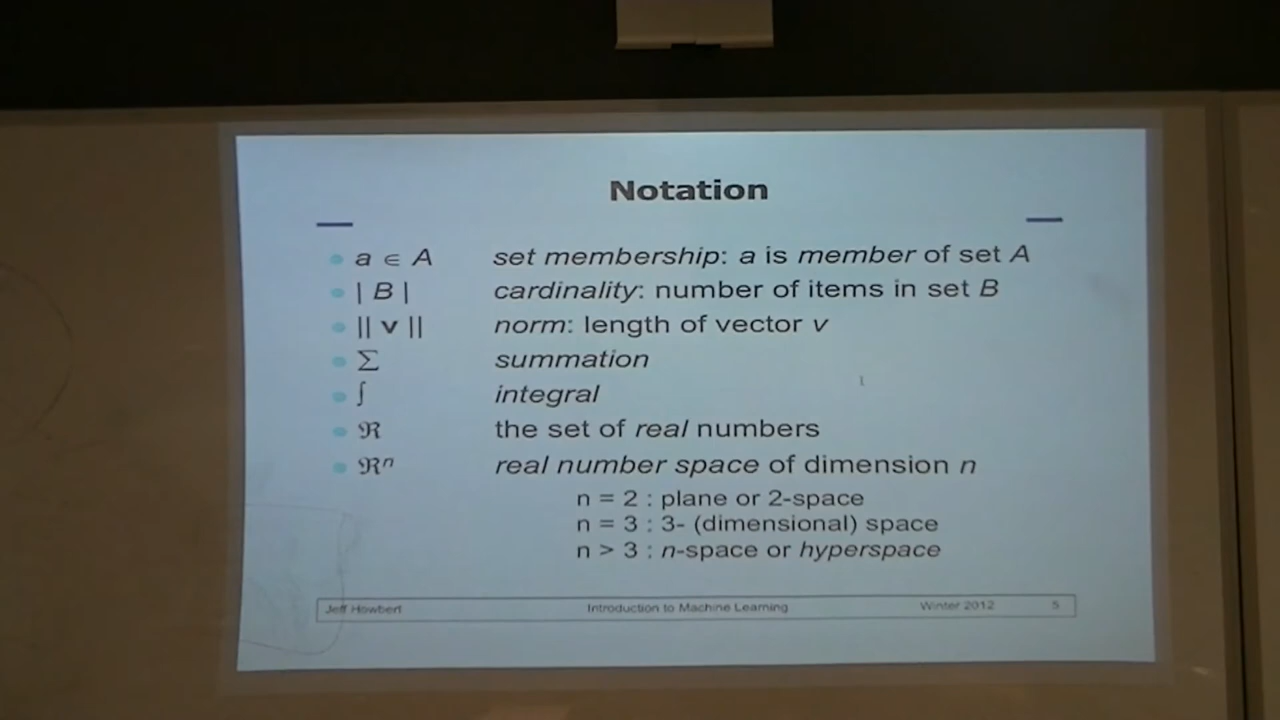 Notation
a ∈ A set membership: a is member of set A
| B | cardinality: number of items in set B
|| v || norm: length of vector v
∑ summation
∫ integral
ℜ the set of real numbers
ℜⁿ real number space of dimension n
n = 2 : plane or 2-space
n = 3 : 3- (dimensional) space
n > 3 : n-space or hyperspace
Jeff Howbert Introduction to Machine Learning Winter 2012 5